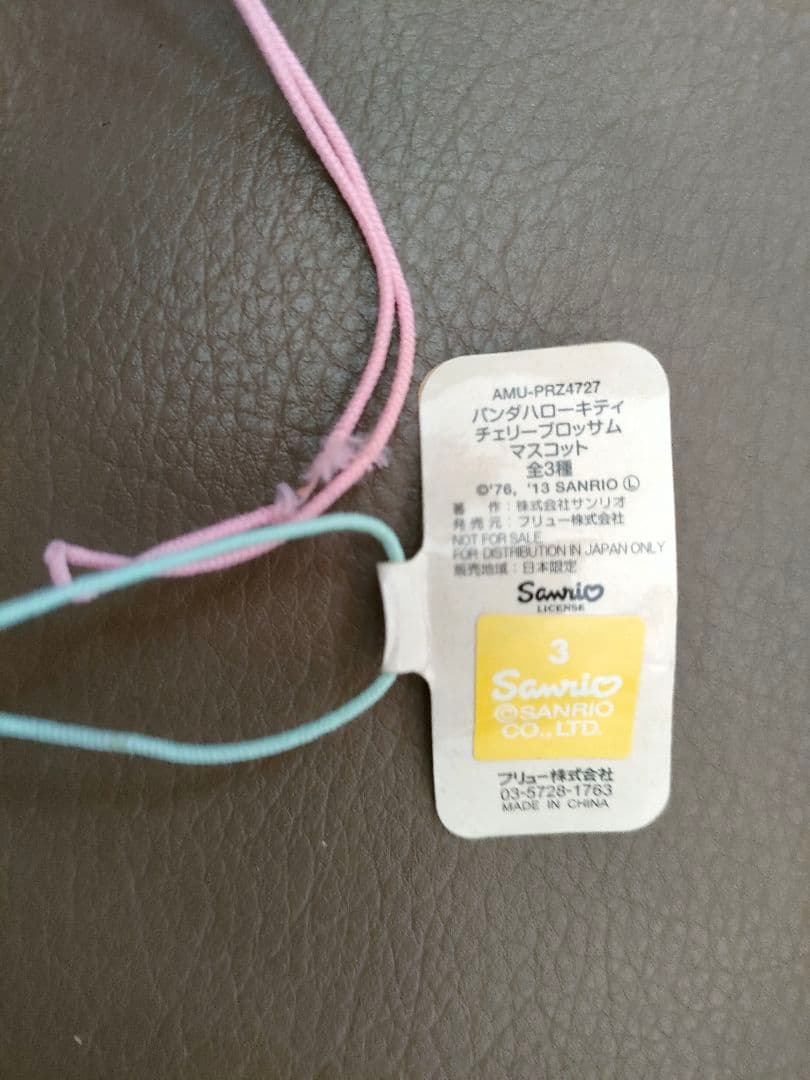 AMU-PRZ4727
パンダハローキティ
チェリーブロッサム
マスコット
全3種
©'76, '13 SANRIO Ⓛ
著　作：株式会社サンリオ
発売元：フリュー株式会社
NOT FOR SALE
FOR DISTRIBUTION IN JAPAN ONLY
販売地域：日本限定
Sanrio
LICENSE
3
Sanrio
©SANRIO
CO.,LTD.
フリュー株式会社
03-5728-1763
MADE IN CHINA